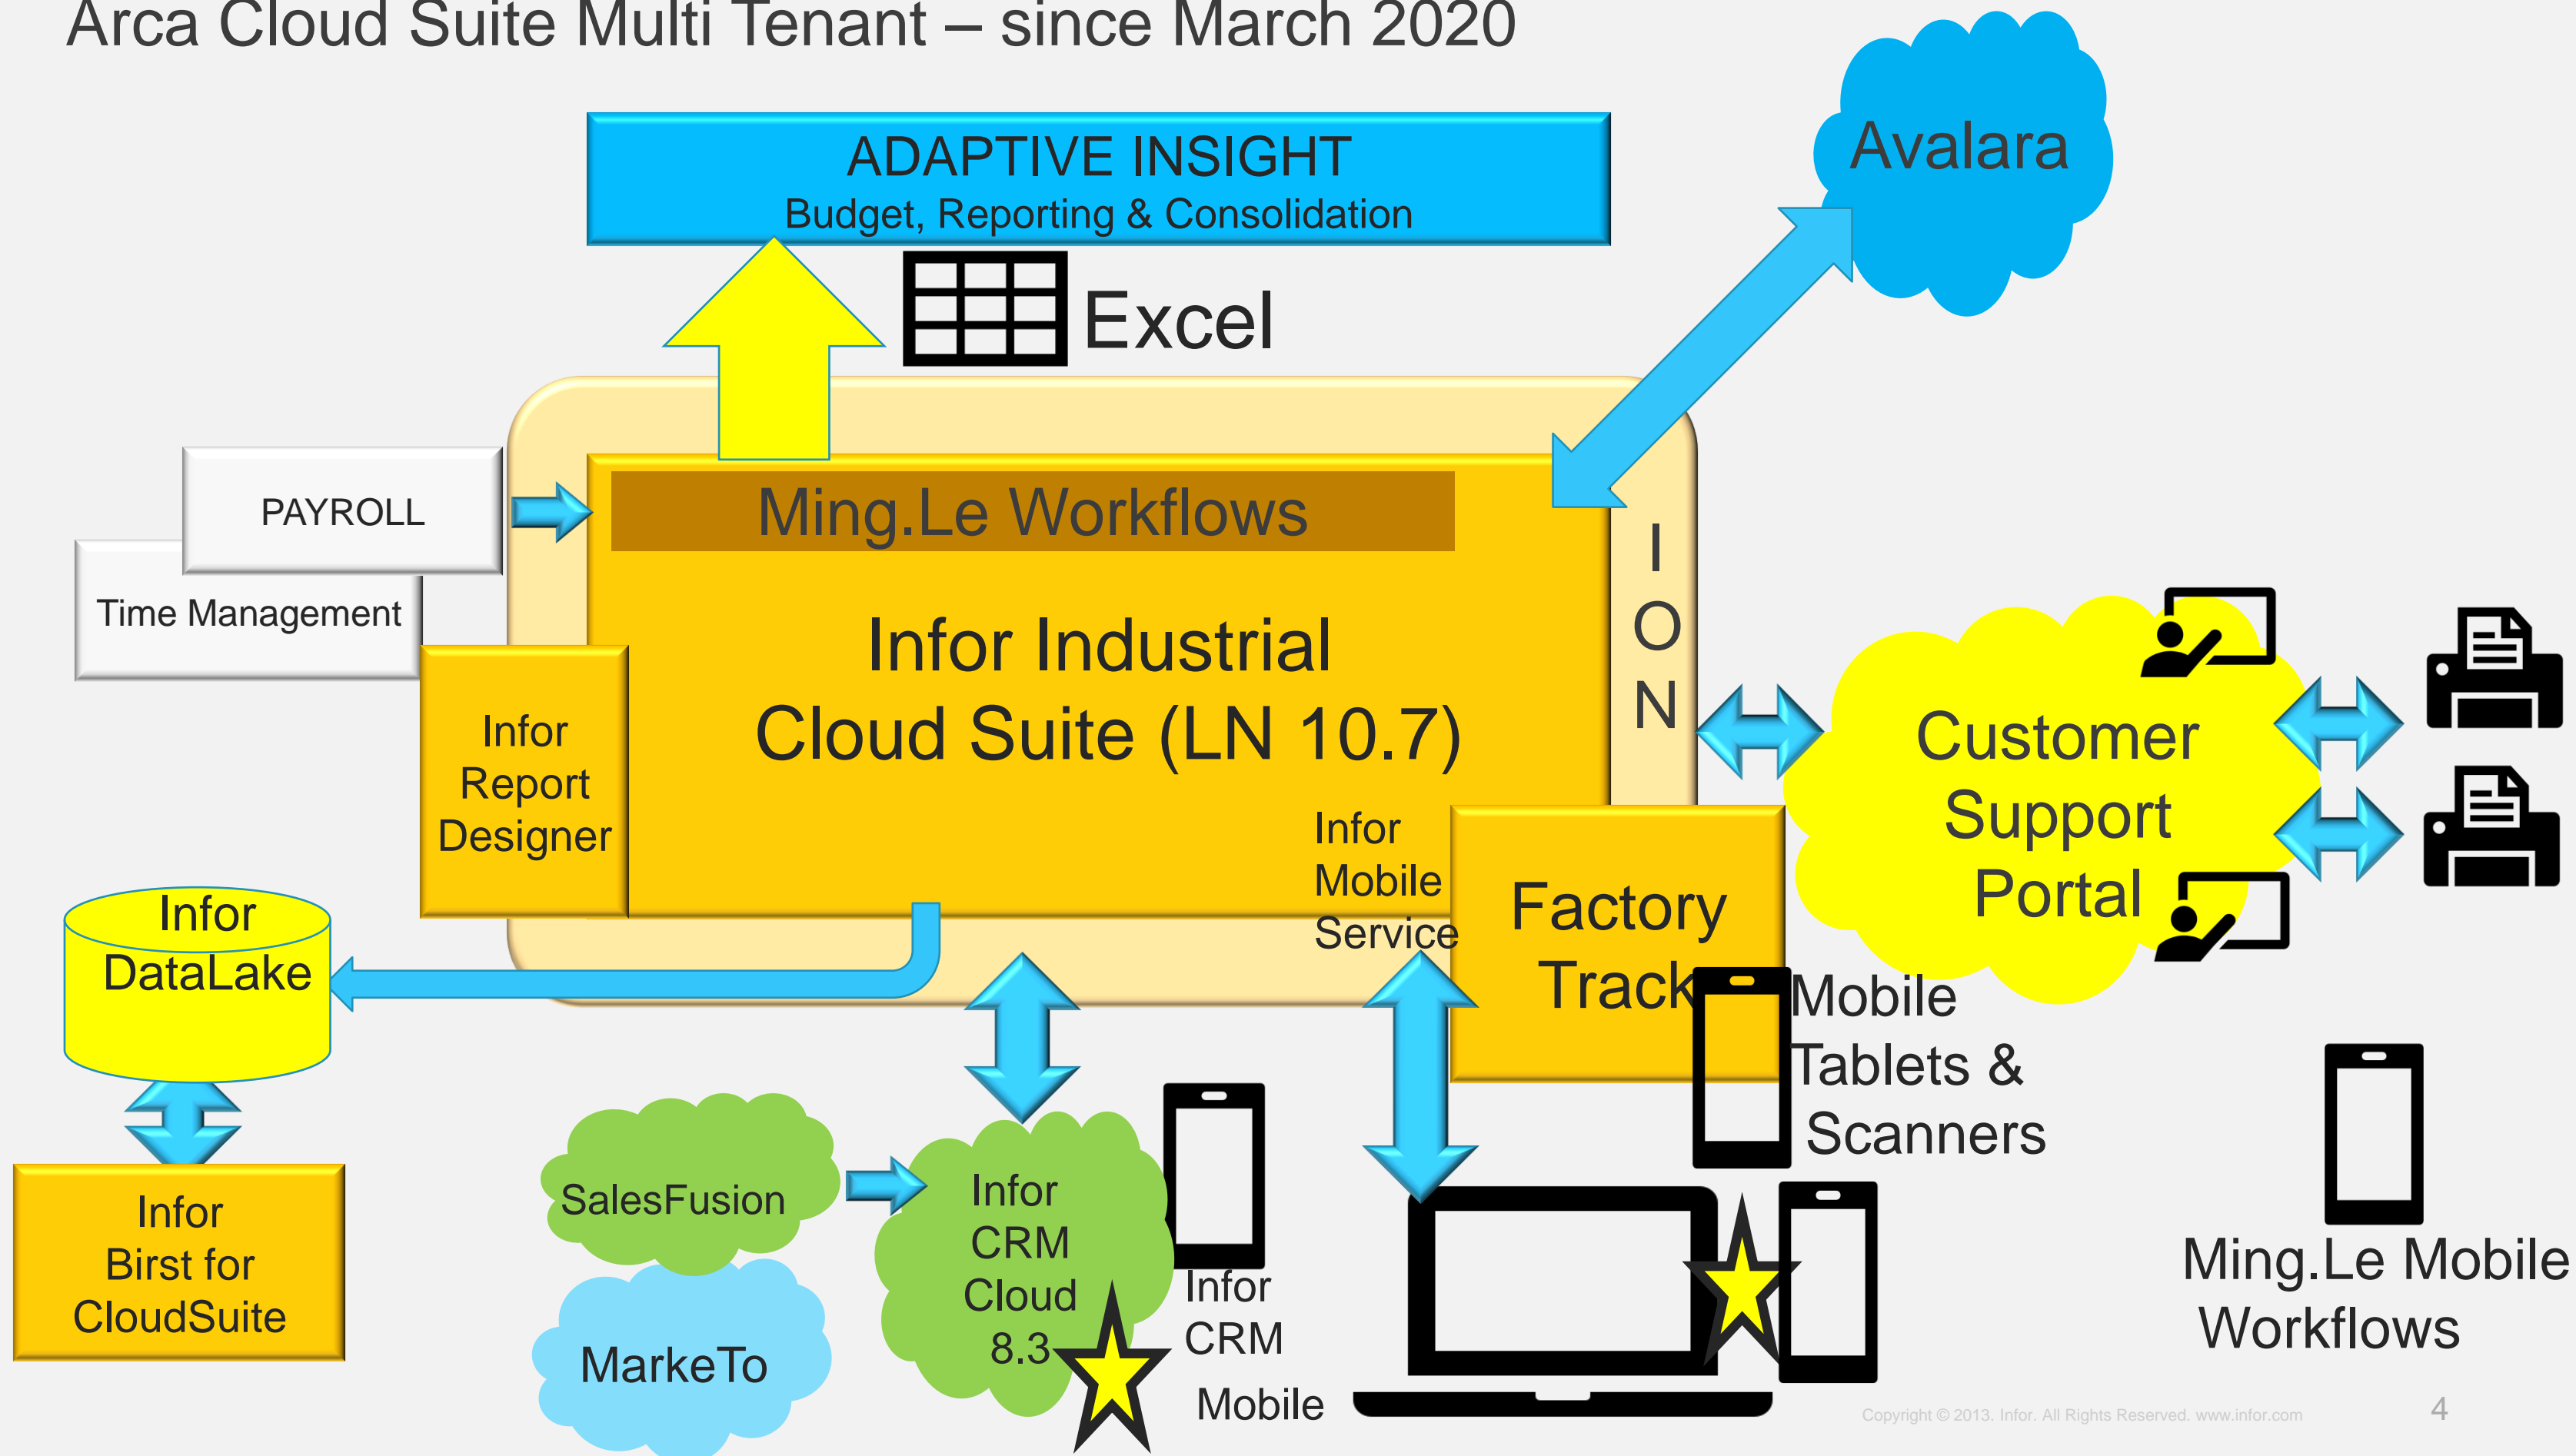 Arca Cloud Suite Multi Tenant – since March 2020
ADAPTIVE INSIGHT
Budget, Reporting & Consolidation
Avalara
Excel
PAYROLL
Time Management
Ming.Le Workflows
Infor Industrial
Cloud Suite (LN 10.7)
I
O
N
Infor
Report
Designer
Infor
Mobile
Service
Factory
Track
Customer
Support
Portal
Infor
DataLake
Mobile
Tablets &
Scanners
Infor
Birst for
CloudSuite
SalesFusion
MarkeTo
Infor
CRM
Cloud
8.3
Infor
CRM
Mobile
Ming.Le Mobile
Workflows
Copyright © 2013. Infor. All Rights Reserved. www.infor.com
4